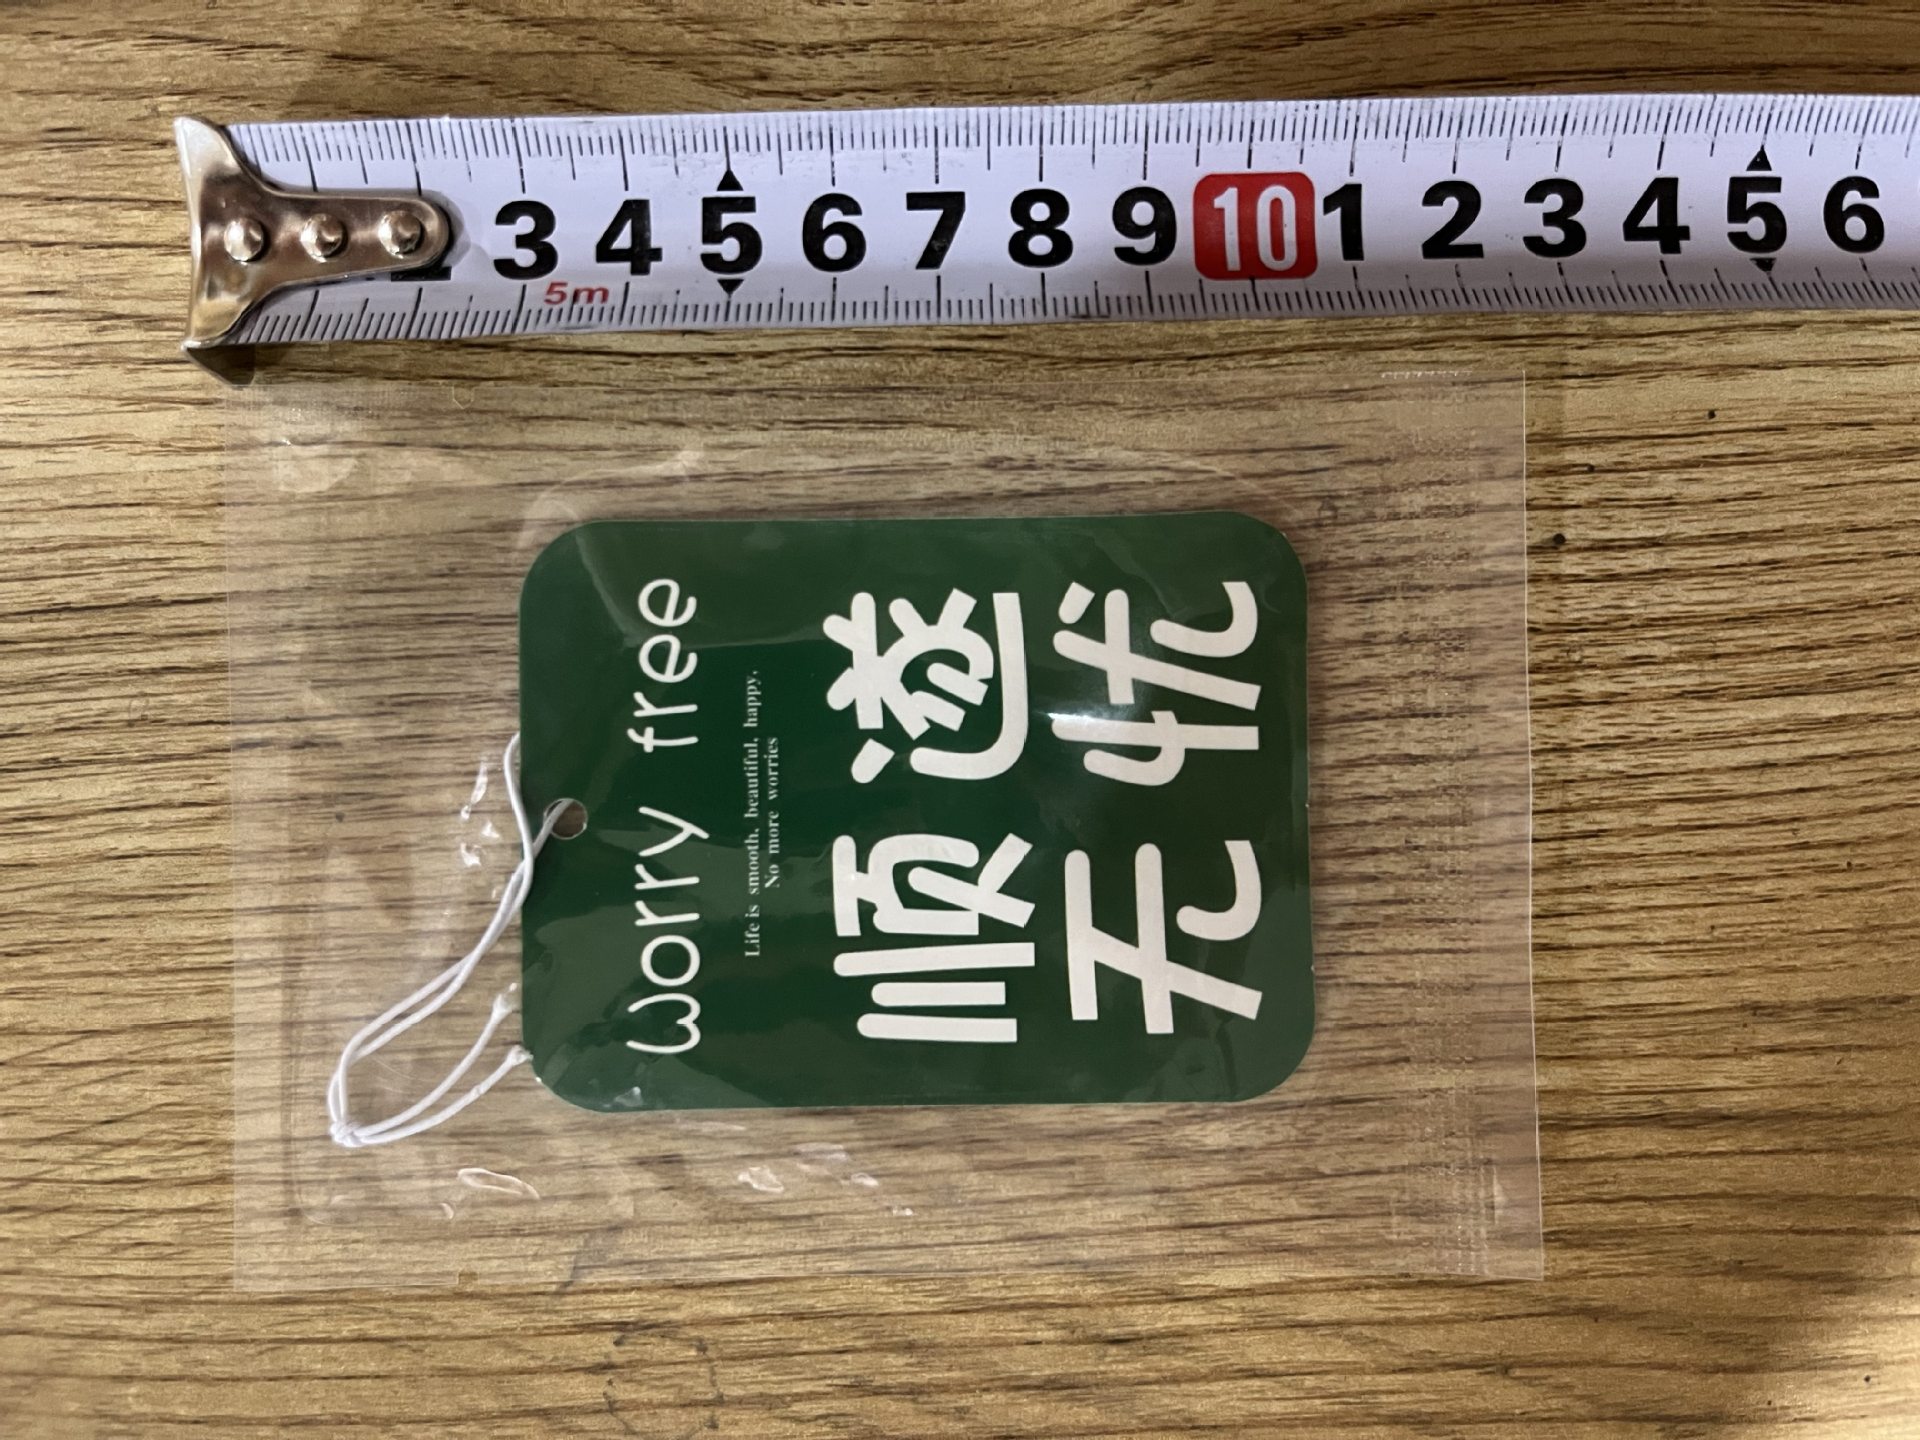 3 4 5 6 7 8 9 10 1 2 3 4 5 6
5m
worry free
Life is smooth, beautiful, happy,
No more worries
顺遂
无忧